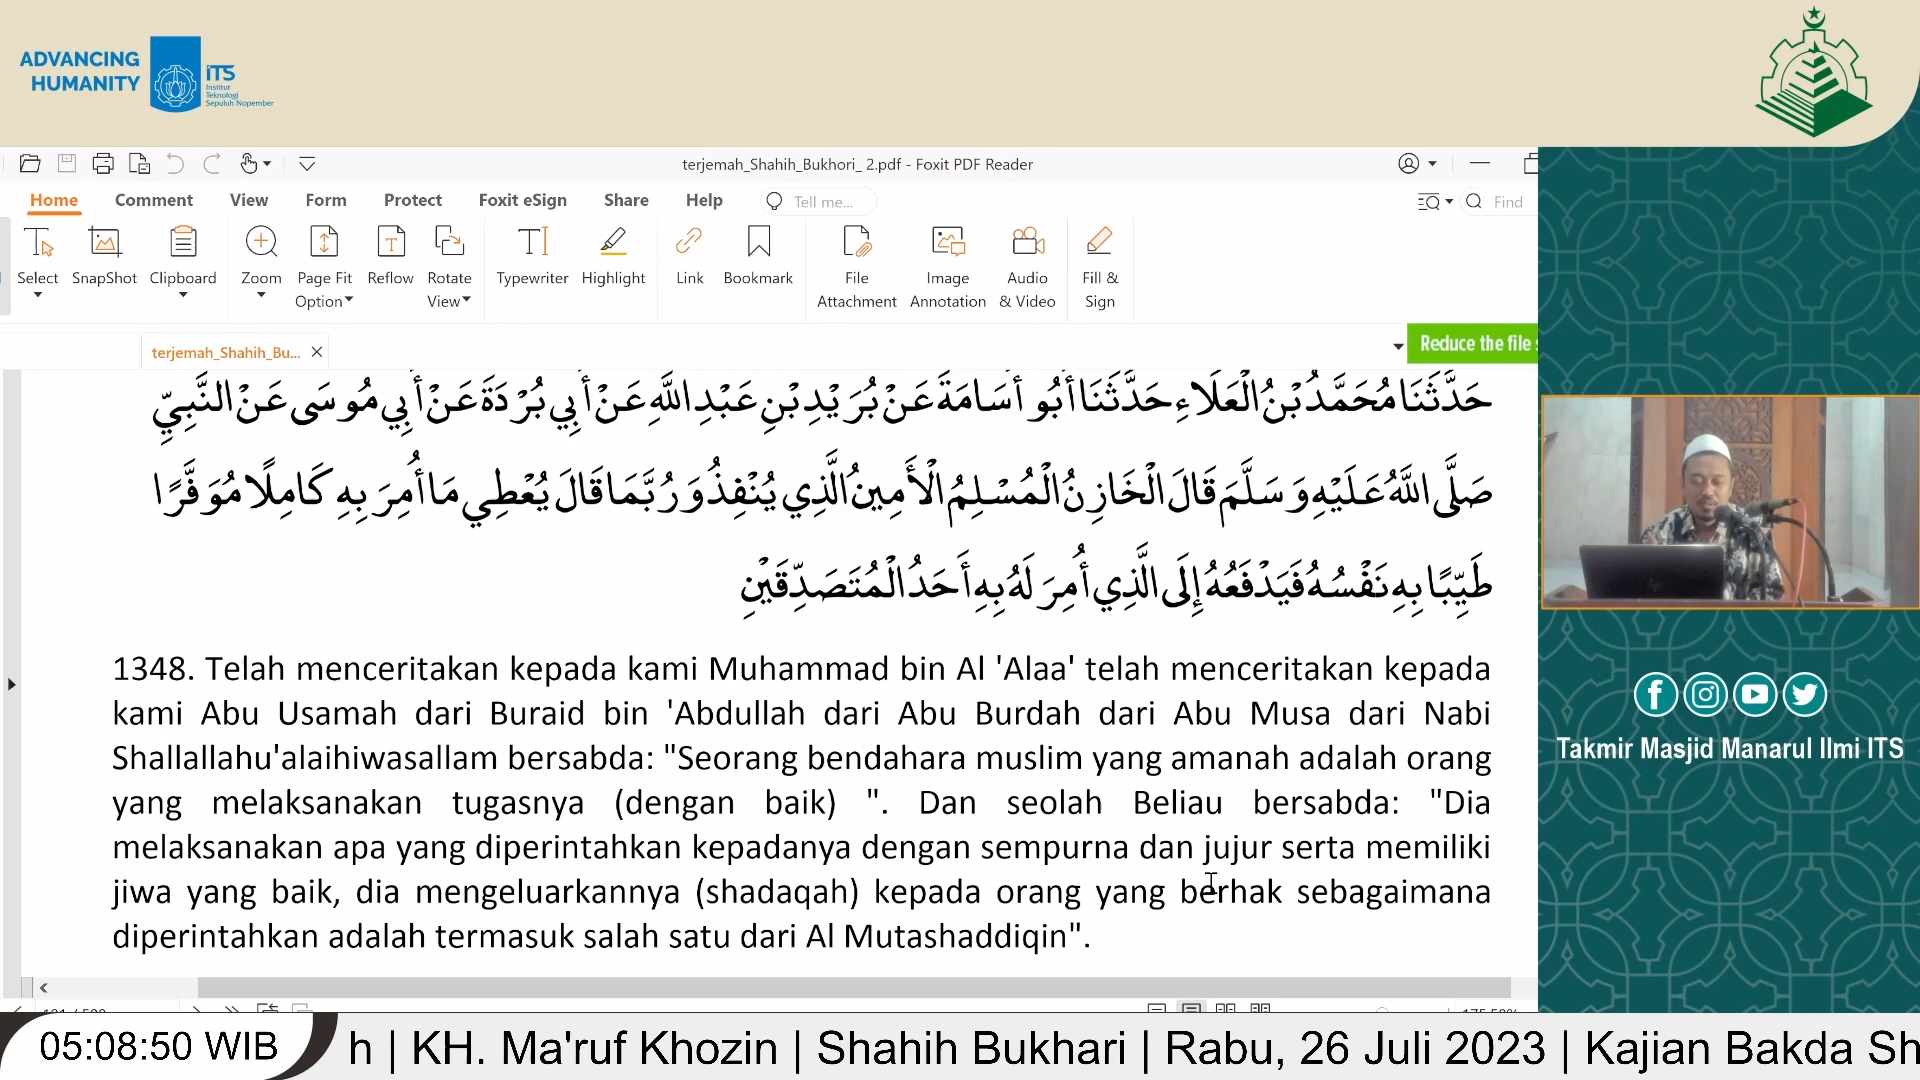 ADVANCING
HUMANITY
ITS
Institut
Teknologi
Sepuluh Nopember
terjemah_Shahih_Bukhori_ 2.pdf - Foxit PDF Reader
Home Comment View Form Protect Foxit eSign Share Help Tell me... Find
Select SnapShot Clipboard Zoom Page Fit Option Reflow Rotate View Typewriter Highlight Link Bookmark File Attachment Image Annotation Audio & Video Fill & Sign
terjemah_Shahih_Bu...
Reduce the file
حَدَّثَنَا مُحَمَّدُ بْنُ الْعَلَاءِ حَدَّثَنَا أَبُو أُسَامَةَ عَنْ بُرَيْدِ بْنِ عَبْدِ اللَّهِ عَنْ أَبِي بُرْدَةَ عَنْ أَبِي مُوسَى عَنْ النَّبِيِّ
صَلَّى اللَّهُ عَلَيْهِ وَسَلَّمَ قَالَ الْخَازِنُ الْمُسْلِمُ الْأَمِينُ الَّذِي يُنْفِذُ وَرُبَّمَا قَالَ يُعْطِي مَا أُمِرَ بِهِ كَامِلًا مُوَفَّرًا
طَيِّبًا بِهِ نَفْسُهُ فَيَدْفَعُهُ إِلَى الَّذِي أُمِرَ لَهُ بِهِ أَحَدُ الْمُتَصَدِّقَيْنِ
1348. Telah menceritakan kepada kami Muhammad bin Al 'Alaa' telah menceritakan kepada
kami Abu Usamah dari Buraid bin 'Abdullah dari Abu Burdah dari Abu Musa dari Nabi
Shallallahu'alaihiwasallam bersabda: "Seorang bendahara muslim yang amanah adalah orang
yang melaksanakan tugasnya (dengan baik) ". Dan seolah Beliau bersabda: "Dia
melaksanakan apa yang diperintahkan kepadanya dengan sempurna dan jujur serta memiliki
jiwa yang baik, dia mengeluarkannya (shadaqah) kepada orang yang berhak sebagaimana
diperintahkan adalah termasuk salah satu dari Al Mutashaddiqin".
Takmir Masjid Manarul Ilmi ITS
05:08:50 WIB
h | KH. Ma'ruf Khozin | Shahih Bukhari | Rabu, 26 Juli 2023 | Kajian Bakda Sh